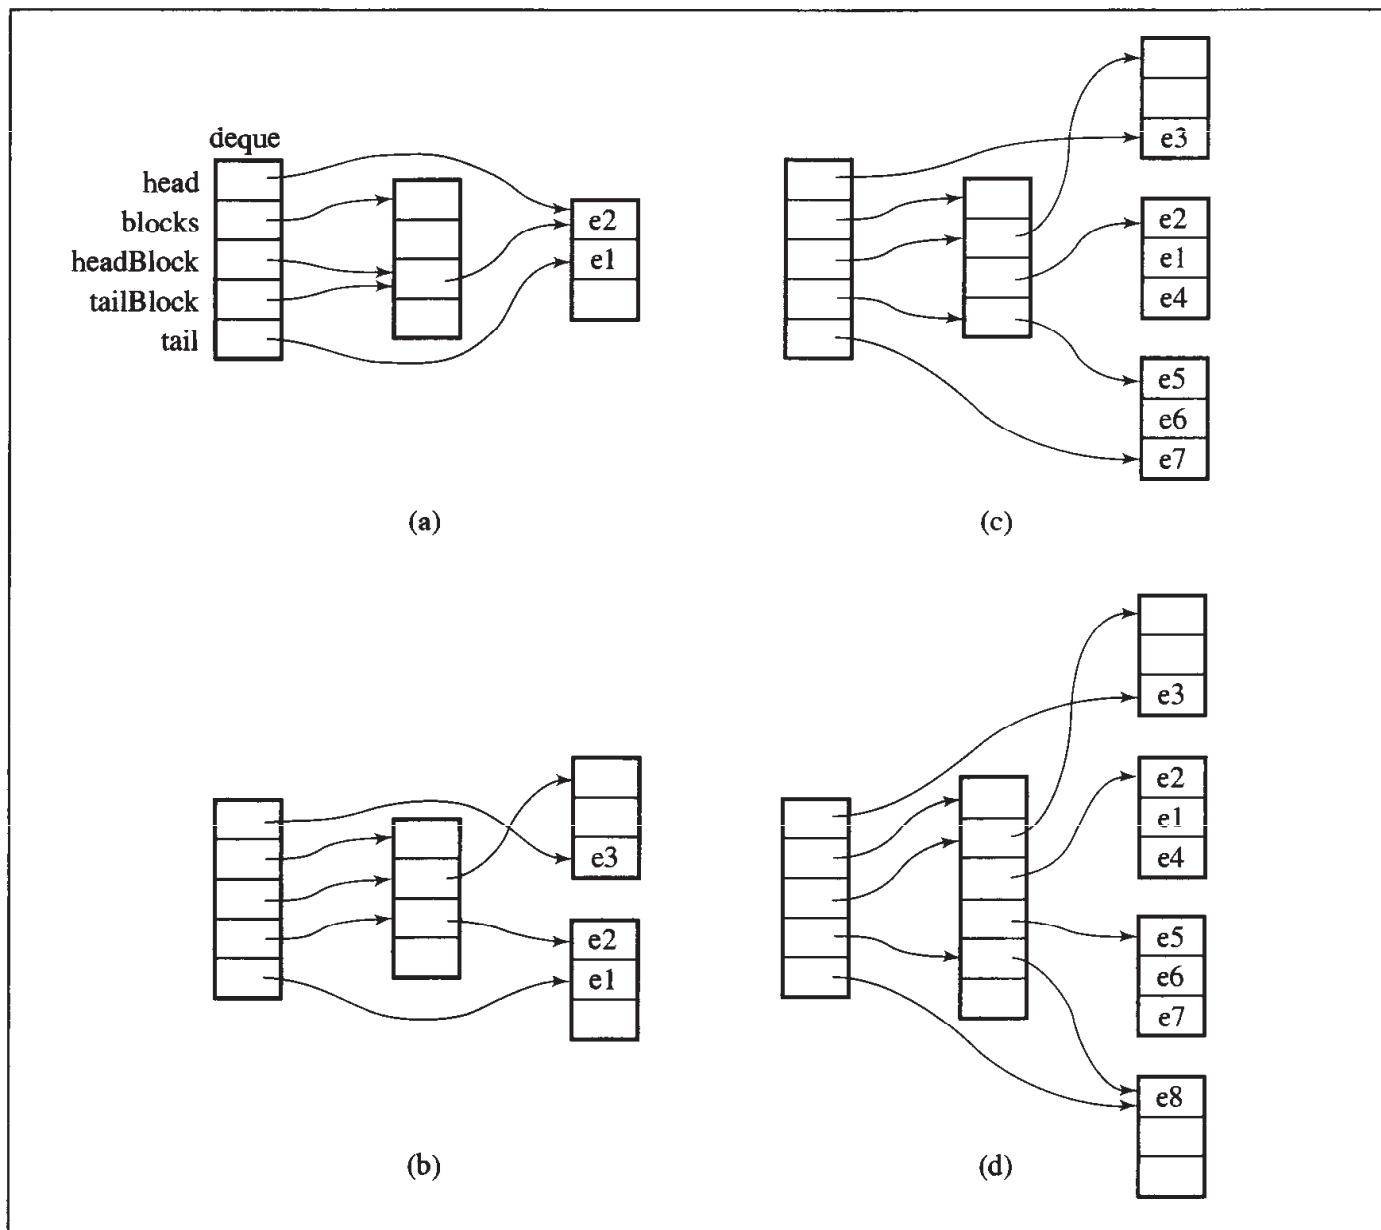 deque
head
blocks
headBlock
tailBlock
tail
e2
e1
(a)
e3
e2
e1
e4
e5
e6
e7
(c)
e3
e2
e1
(b)
e3
e2
e1
e4
e5
e6
e7
e8
(d)